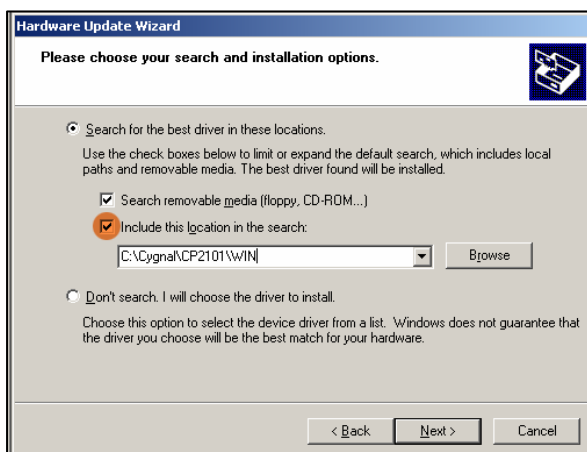 Hardware Update Wizard
Please choose your search and installation options.
Search for the best driver in these locations.
Use the check boxes below to limit or expand the default search, which includes local
paths and removable media. The best driver found will be installed.
Search removable media (floppy, CD-ROM...)
Include this location in the search:
C:\Cygnal\CP2101\WIN
Browse
Don't search. I will choose the driver to install.
Choose this option to select the device driver from a list. Windows does not guarantee that
the driver you choose will be the best match for your hardware.
< Back
Next >
Cancel